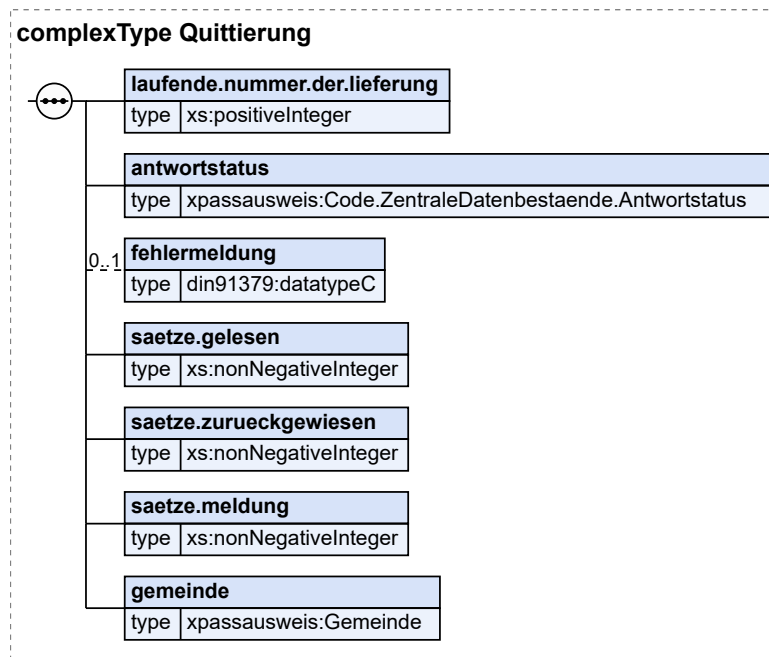 complexType Quittierung
laufende.nummer.der.lieferung
type xs:positiveInteger
antwortstatus
type xpassausweis:Code.ZentraleDatenbestaende.Antwortstatus
0..1
fehlermeldung
type din91379:datatypeC
saetze.gelesen
type xs:nonNegativeInteger
saetze.zurueckgewiesen
type xs:nonNegativeInteger
saetze.meldung
type xs:nonNegativeInteger
gemeinde
type xpassausweis:Gemeinde